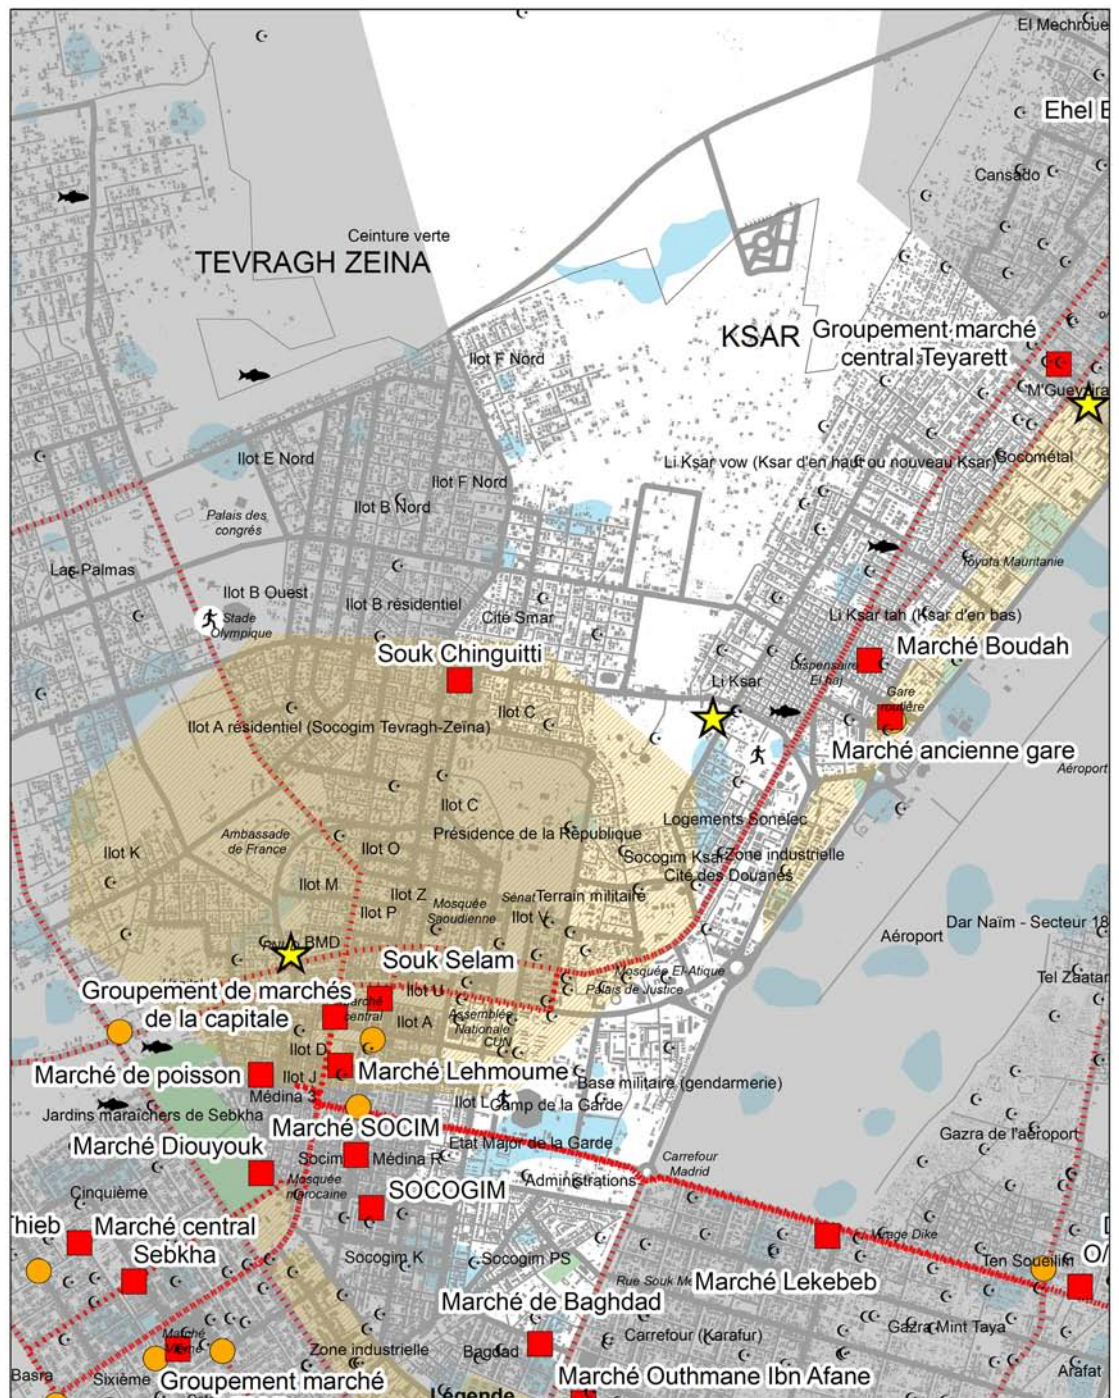 El Mechroue
Ehel B
Cansado
Ceinture verte
TEVRAGH ZEINA
KSAR
Groupement marché
central Teyarett
Ilot F Nord
M'Gueyzira
Ilot E Nord
Li Ksar vow (Ksar d'en haut ou nouveau Ksar)
Socométal
Ilot F Nord
Ilot B Nord
Palais des
congrés
Toyota Mauritanie
Las Palmas
Ilot B Ouest
Ilot B résidentiel
Cité Smar
Li Ksar tah (Ksar d'en bas)
Stade
Olympique
Souk Chinguitti
Marché Boudah
Dispensaire
El haj
Li Ksar
Gare
routière
Ilot C
Ilot A résidentiel (Socogim Tevragh-Zeïna)
Marché ancienne gare
Aéroport
Ilot C
Logements Sonelec
Ambassade
de France
Présidence de la République
Ilot K
Ilot O
Socogim Ksar
Zone industrielle
Cité des Douanes
Ilot M
Ilot Z
Sénat
Terrain militaire
Mosquée
Saoudienne
Ilot P
Ilot V
Dar Naïm - Secteur 18
Aéroport
BMD
Souk Selam
Mosquée El-Atique
Tel Zaatar
Palais de Justice
Groupement de marchés
de la capitale
Ilot U
Marché
central
Ilot A
Assemblée
Nationale
CUN
Ilot D
Marché de poisson
Ilot J
Marché Lehmoume
Base militaire (gendarmerie)
Médina 3
Ilot L
Camp de la Garde
Jardins maraîchers de Sebkha
Marché SOCIM
Gazra de l'aéroport
Marché Diouyouk
Etat Major de la Garde
Socim
Médina R
Carrefour
Madrid
Mosquée
marocaine
Administrations
Cinquième
SOCOGIM
Thieb
Marché central
Sebkha
Virage Dike
O/
Socogim K
Socogim PS
Ten Soueilim
Rue Souk Me
Marché Lekebeb
Marché de Baghdad
Gazra Mint Taya
Carrefour (Karafur)
Marché
Zone industrielle
Bagdad
Basra
Sixième
Groupement marché
Marché Outhmane Ibn Afane
Arafat
Légende